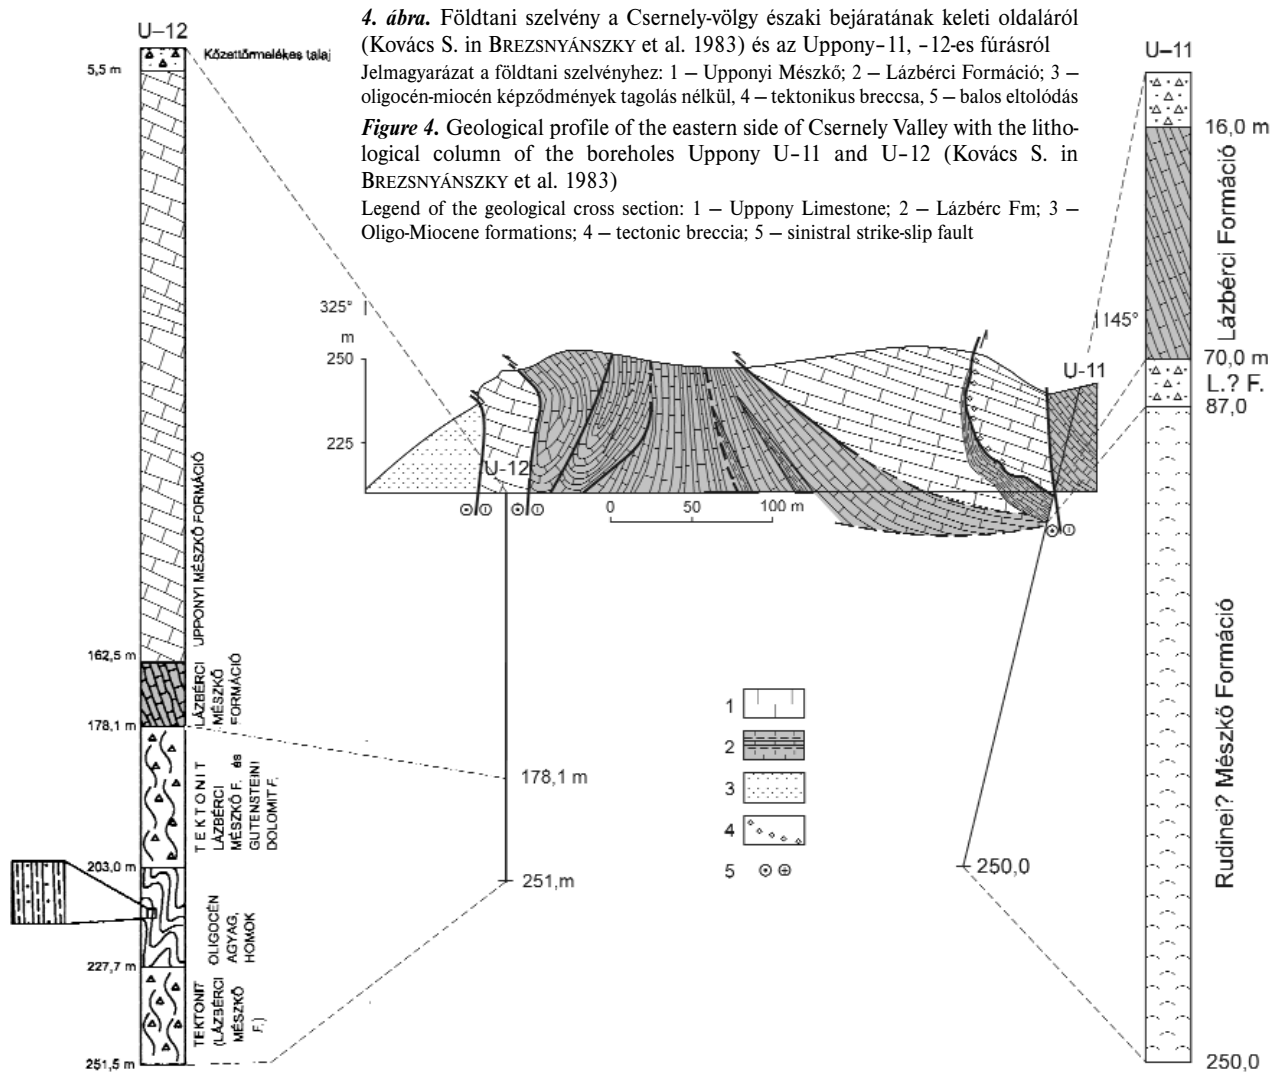 4. ábra. Földtani szelvény a Csernely-völgy északi bejáratának keleti oldaláról
(Kovács S. in BREZSNYÁNSZKY et al. 1983) és az Uppony-11, -12-es fúrásról
Jelmagyarázat a földtani szelvényhez: 1 – Upponyi Mészkő; 2 – Lázbérci Formáció; 3 –
oligocén-miocén képződmények tagolás nélkül, 4 – tektonikus breccsa, 5 – balos eltolódás
Figure 4. Geological profile of the eastern side of Csernely Valley with the litho-
logical column of the boreholes Uppony U-11 and U-12 (Kovács S. in
BREZSNYÁNSZKY et al. 1983)
Legend of the geological cross section: 1 – Uppony Limestone; 2 – Lázbérc Fm; 3 –
Oligo-Miocene formations; 4 – tectonic breccia; 5 – sinistral strike-slip fault
U–12
Kőzettörmelékes talaj
5,5 m
UPPONYI MÉSZKŐ FORMÁCIÓ
162,5 m
LÁZBÉRCI
MÉSZKŐ
FORMÁCIÓ
178,1 m
TEKTONIT
LÁZBÉRCI
MÉSZKŐ F. és
GUTENSTEINI
DOLOMIT F.
203,0 m
OLIGOCÉN
AGYAG,
HOMOK
227,7 m
TEKTONIT
(LÁZBÉRCI
MÉSZKŐ
F.)
251,5 m
325°
m
250
225
U-12
0 50 100 m
145°
U-11
178,1 m
251,m
250,0
1
2
3
4
5
U–11
16,0 m
Lázbérci Formáció
70,0 m
L.? F.
87,0
Rudinei? Mészkő Formáció
250,0